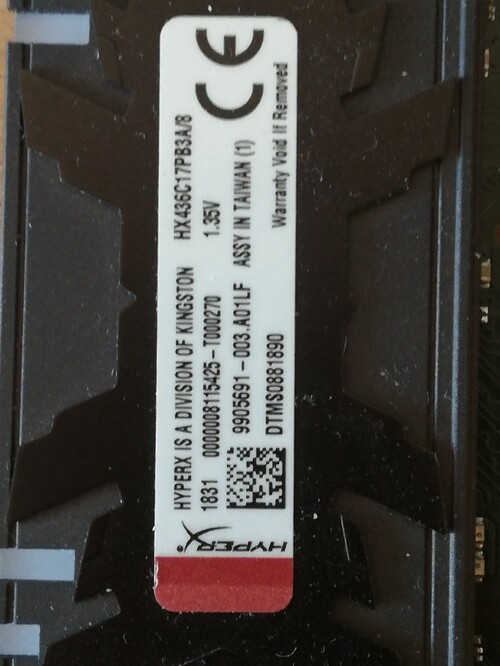 HYPERX
HYPERX IS A DIVISION OF KINGSTON HX436C17PB3A/8
1831 0000008115425-T000270 1.35V
9905691-003.A01LF ASSY IN TAIWAN (1)
DTMS0881890 Warranty Void If Removed
CE